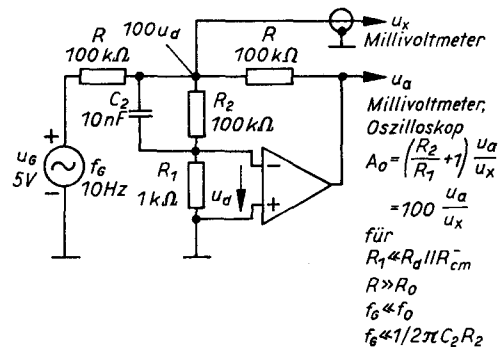 100u_d
u_x
Millivoltmeter
R
100kΩ
R
100kΩ
u_a
C_2
10nF
R_2
100kΩ
Millivoltmeter,
Oszilloskop
A_0=(R_2/R_1+1) u_a/u_x
=100 u_a/u_x
für
R_1≪R_d//R_cm^-
R≫R_0
f_G≪f_0
f_G≪1/2πC_2R_2
+
u_G
5V
-
f_G
10Hz
R_1
1kΩ
u_d
-
+